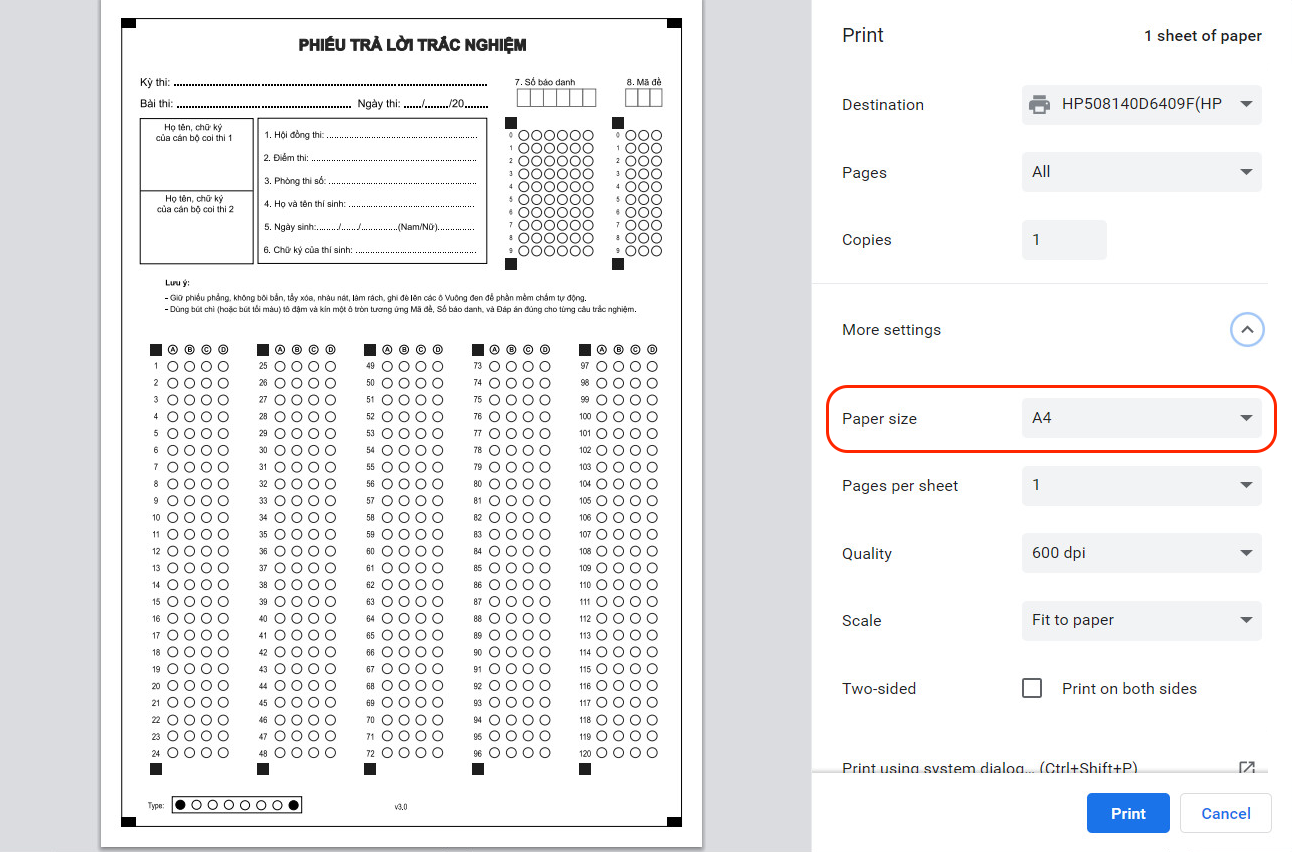 PHIẾU TRẢ LỜI TRẮC NGHIỆM
Kỳ thi: ........................................
Bài thi: ........................................ Ngày thi: ....../....../20......
7. Số báo danh
8. Mã đề
Họ tên, chữ ký
của cán bộ coi thi 1
Họ tên, chữ ký
của cán bộ coi thi 2
1. Hội đồng thi: ........................................
2. Điểm thi: ........................................
3. Phòng thi số: ........................................
4. Họ và tên thí sinh: ........................................
5. Ngày sinh:......../......./.............(Nam/Nữ).............
6. Chữ ký của thí sinh: ........................................
0 0
1 1
2 2
3 3
4 4
5 5
6 6
7 7
8 8
9 9
Lưu ý:
- Giữ phiếu phẳng, không bôi bẩn, tẩy xóa, nhàu nát, làm rách, ghi đè lên các ô Vuông đen để phần mềm chấm tự động.
- Dùng bút chì (hoặc bút tối màu) tô đậm và kín một ô tròn tương ứng Mã đề, Số báo danh, và Đáp án đúng cho từng câu trắc nghiệm.
A B C D A B C D A B C D A B C D A B C D
1 25 49 73 97
2 26 50 74 98
3 27 51 75 99
4 28 52 76 100
5 29 53 77 101
6 30 54 78 102
7 31 55 79 103
8 32 56 80 104
9 33 57 81 105
10 34 58 82 106
11 35 59 83 107
12 36 60 84 108
13 37 61 85 109
14 38 62 86 110
15 39 63 87 111
16 40 64 88 112
17 41 65 89 113
18 42 66 90 114
19 43 67 91 115
20 44 68 92 116
21 45 69 93 117
22 46 70 94 118
23 47 71 95 119
24 48 72 96 120
Type:
v3,0
Print 1 sheet of paper
Destination HP508140D6409F(HP
Pages All
Copies 1
More settings
Paper size A4
Pages per sheet 1
Quality 600 dpi
Scale Fit to paper
Two-sided Print on both sides
Print using system dialog... (Ctrl+Shift+P)
Print Cancel